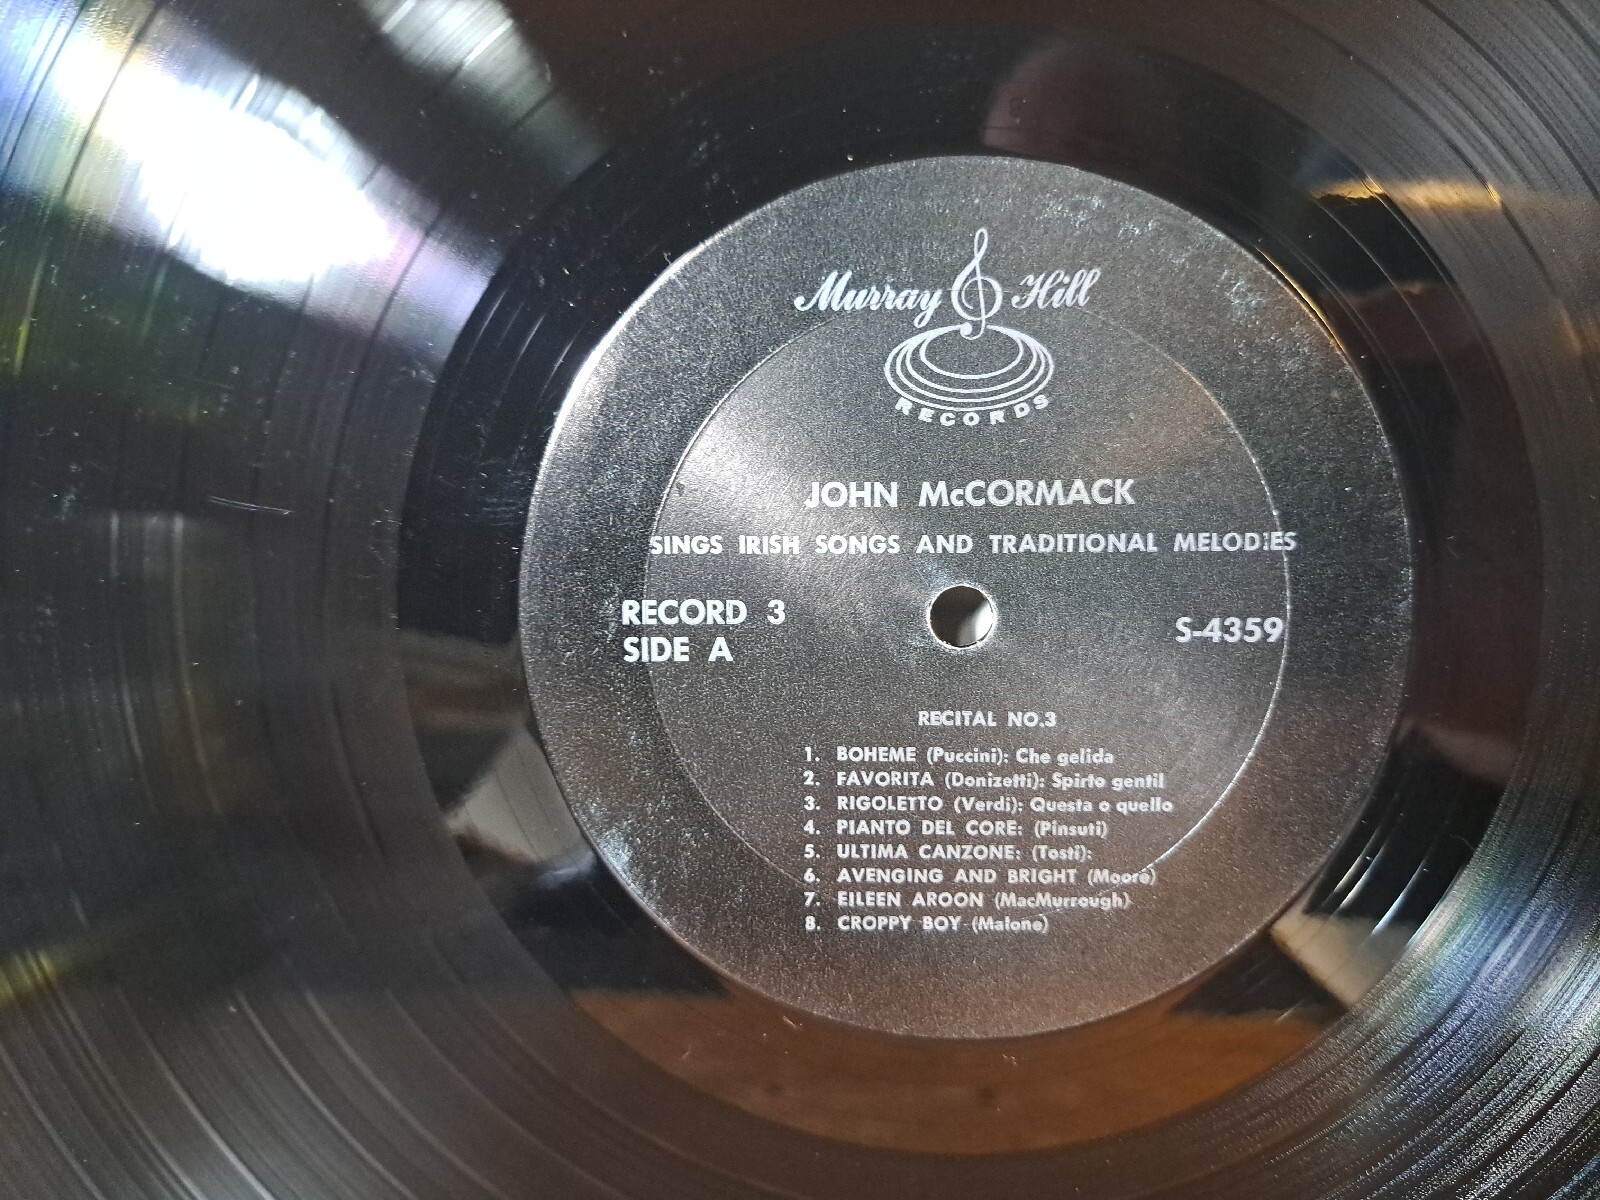 Murray Hill
RECORDS
JOHN McCORMACK
SINGS IRISH SONGS AND TRADITIONAL MELODIES
RECORD 3
SIDE A
S-4359
RECITAL NO.3
1. BOHEME (Puccini): Che gelida
2. FAVORITA (Donizetti): Spirto gentil
3. RIGOLETTO (Verdi): Questa o quello
4. PIANTO DEL CORE: (Pinsuti)
5. ULTIMA CANZONE: (Tosti):
6. AVENGING AND BRIGHT (Moore)
7. EILEEN AROON (MacMurrough)
8. CROPPY BOY (Malone)